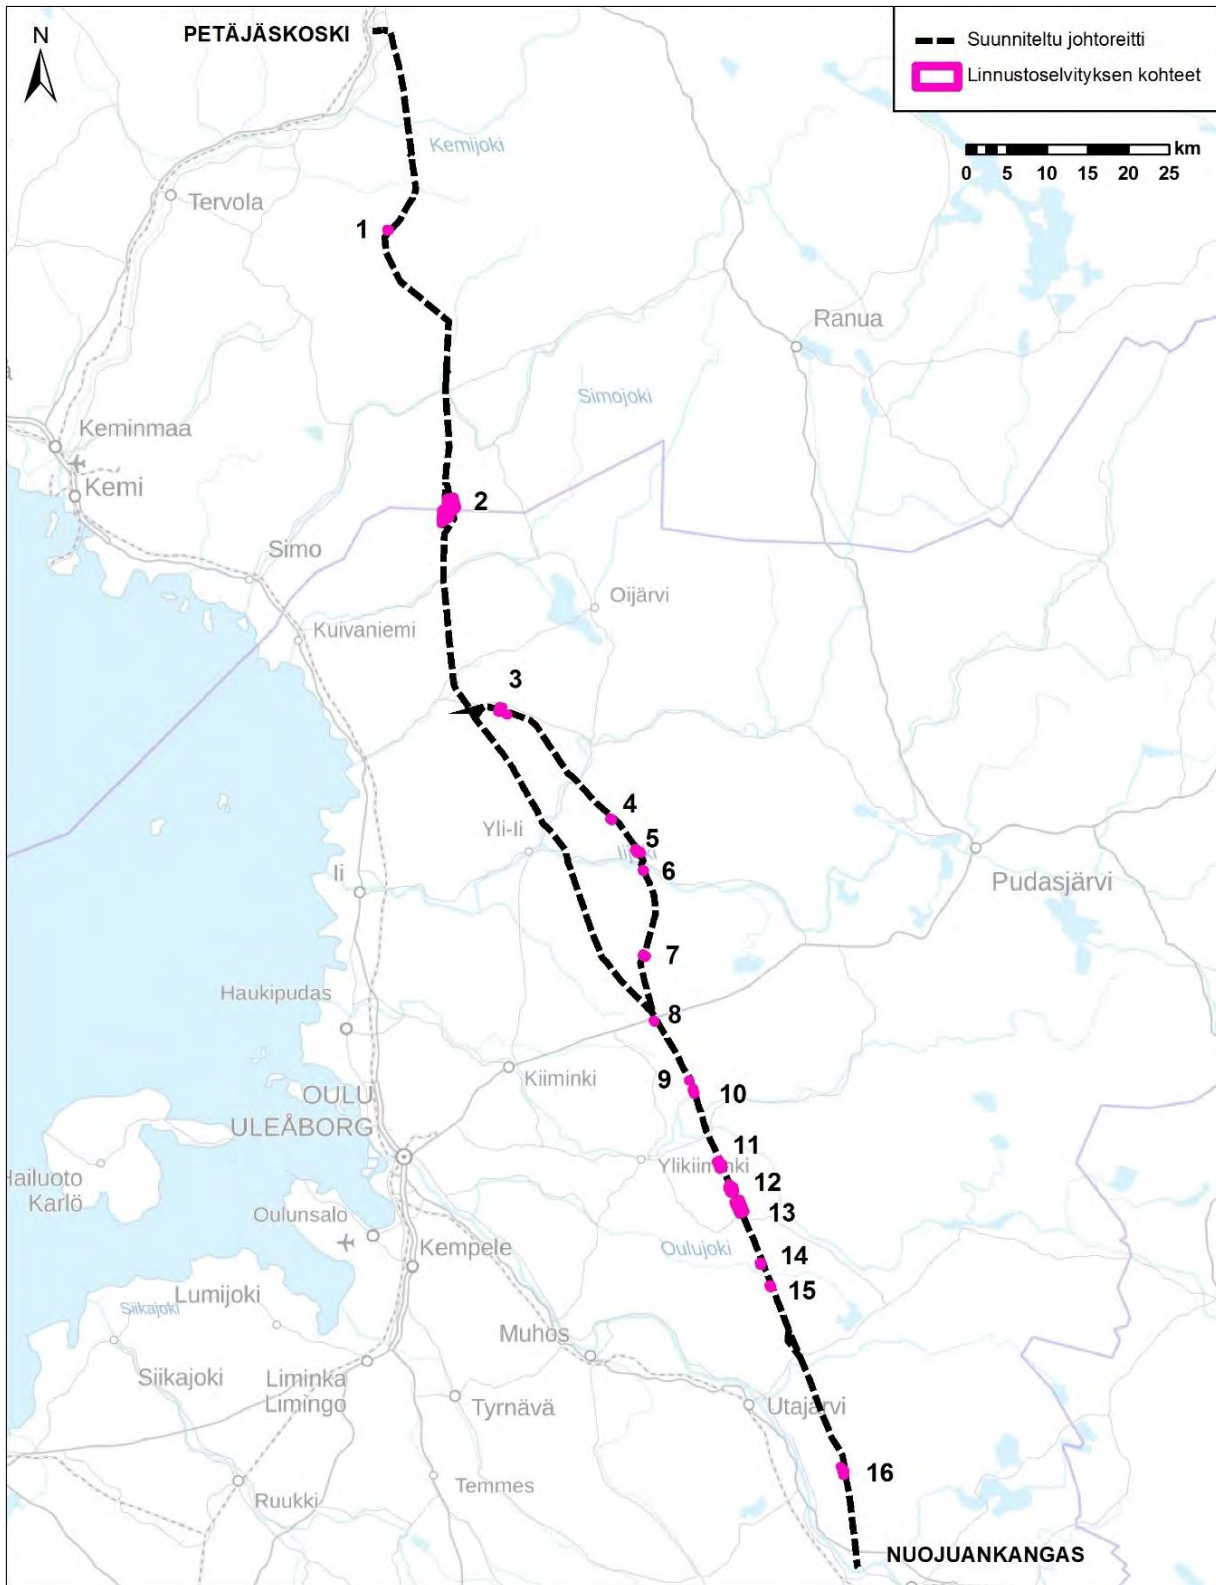 PETÄJÄSKOSKI
N
Suunniteltu johtoreitti
Linnustoselvityksen kohteet
km
0 5 10 15 20 25
Kemijoki
Tervola
1
Ranua
Simojoki
Keminmaa
Kemi
2
Simo
Oijärvi
Kuivaniemi
3
4
Yli-Ii
5
6
Ii
Pudasjärvi
7
Haukipudas
8
Kiiminki
9
10
OULU
ULEÅBORG
11
Ylikiiminki
12
Hailuoto
Karlö
13
Oulunsalo
Kempele
Oulujoki
14
15
Lumijoki
Siikajoki
Muhos
Siikajoki
Liminka
Limingo
Tyrnävä
Utajärvi
16
Temmes
Ruukki
NUOJUANKANGAS